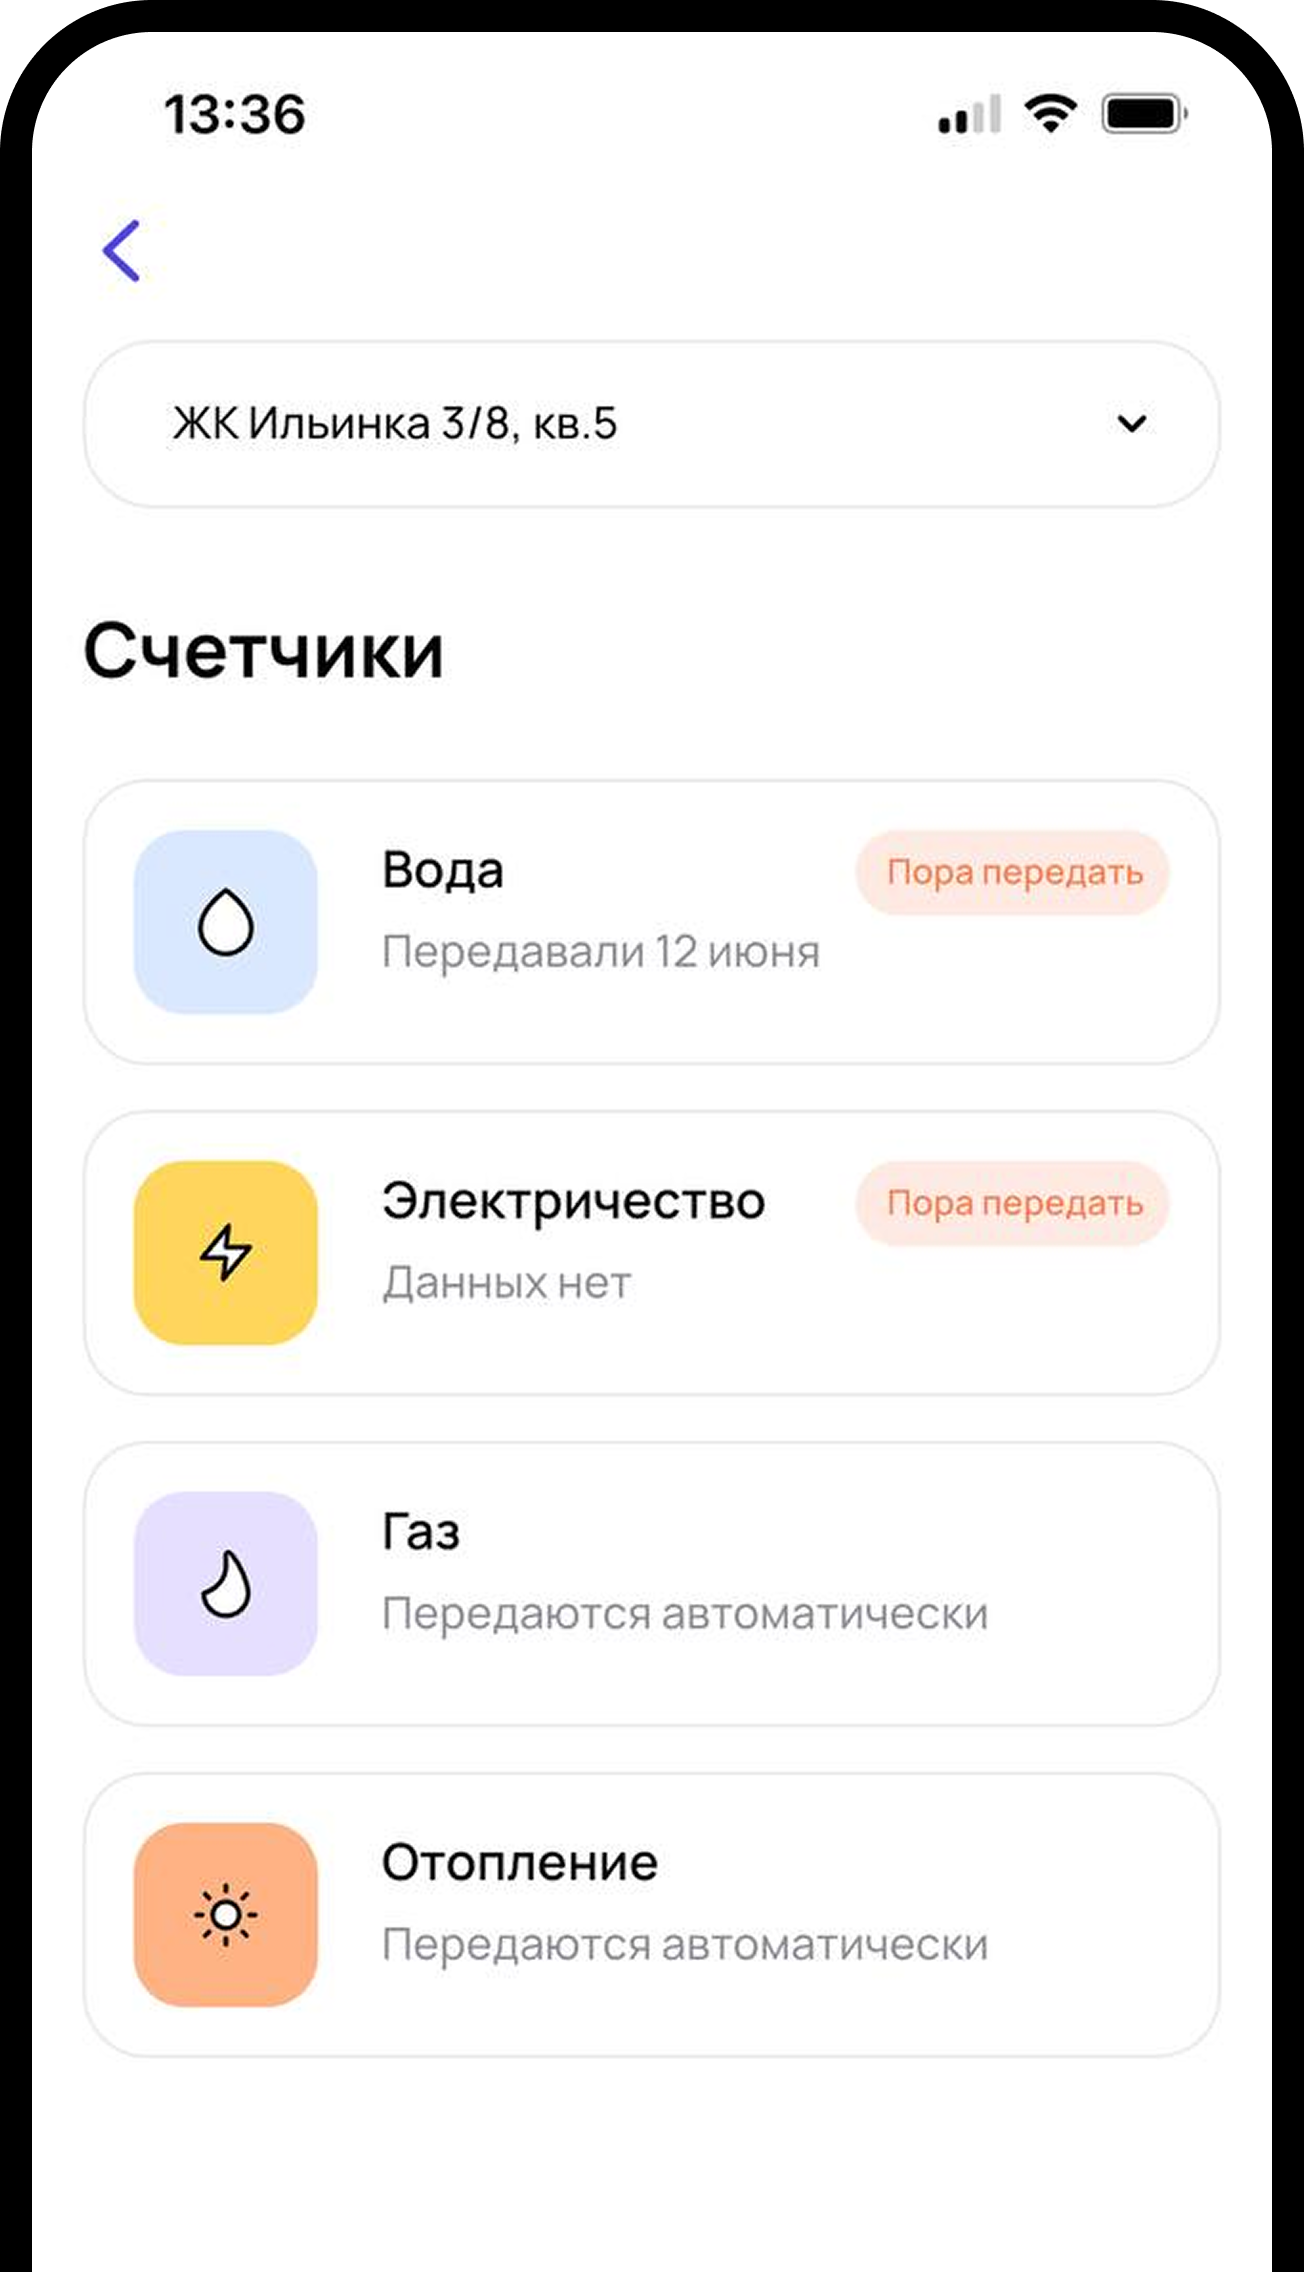 13:36
ЖК Ильинка 3/8, кв.5
Счетчики
Вода
Пора передать
Передавали 12 июня
Электричество
Пора передать
Данных нет
Газ
Передаются автоматически
Отопление
Передаются автоматически